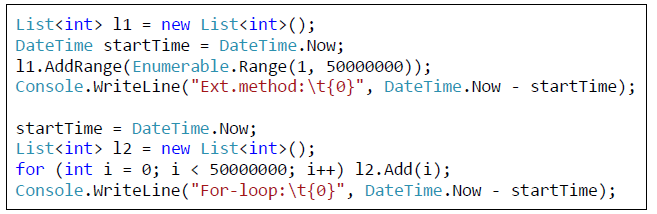 List<int> l1 = new List<int>();
DateTime startTime = DateTime.Now;
l1.AddRange(Enumerable.Range(1, 50000000));
Console.WriteLine("Ext.method:\t{0}", DateTime.Now - startTime);

startTime = DateTime.Now;
List<int> l2 = new List<int>();
for (int i = 0; i < 50000000; i++) l2.Add(i);
Console.WriteLine("For-loop:\t{0}", DateTime.Now - startTime);